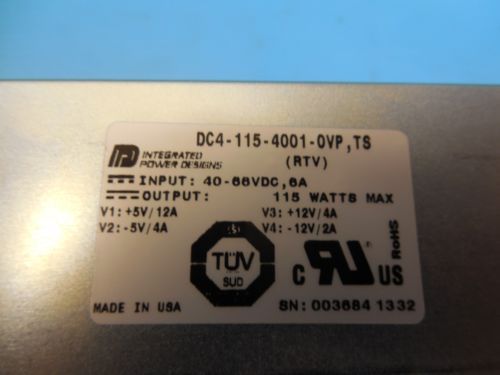 DC4-115-4001-OVP,TS
INTEGRATED
POWER DESIGNS
(RTV)
INPUT: 40-66VDC, 6A
OUTPUT: 115 WATTS MAX
V1: +5V/12A V3: +12V/4A
V2: -5V/4A V4: -12V/2A
TÜV
SUD
C RU US
RoHS
MADE IN USA SN: 003684 1332